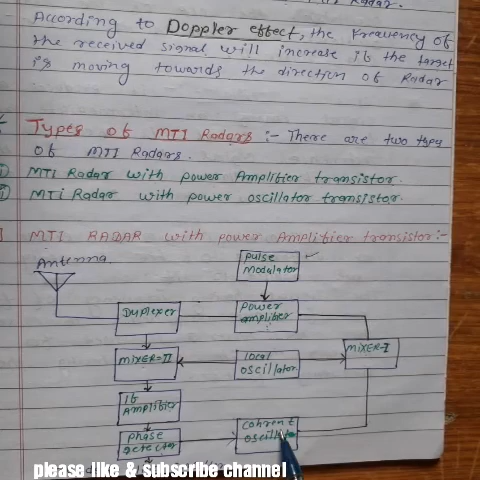 Radar.
According to Doppler effect, the Frequency of
the received signal will increase if the target
is moving towards the direction of Radar
Types of MTI Radars :- There are two types
of MTI Radars.
MTI Radar with Power Amplifier transistor.
MTi Radar with power oscillator transistor.
MTI RADAR with power Amplifier transistor:-
Antenna
Pulse
Modulator
Duplexer
Power
amplifier
MIXER-I
MIXER-II
local
OSCillator
If
Amplifier
Cohrent
oscillator
Phase
detector
please like & subscribe channel